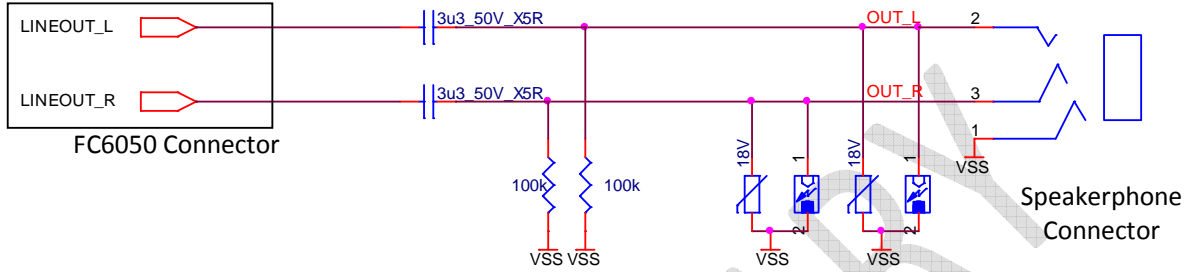 LINEOUT_L
3u3_50V_X5R
OUT_L
2
LINEOUT_R
3u3_50V_X5R
OUT_R
3
FC6050 Connector
1
VSS
100k
100k
18V
1
18V
1
2
2
VSS
VSS
VSS
VSS
Speakerphone
Connector
RY